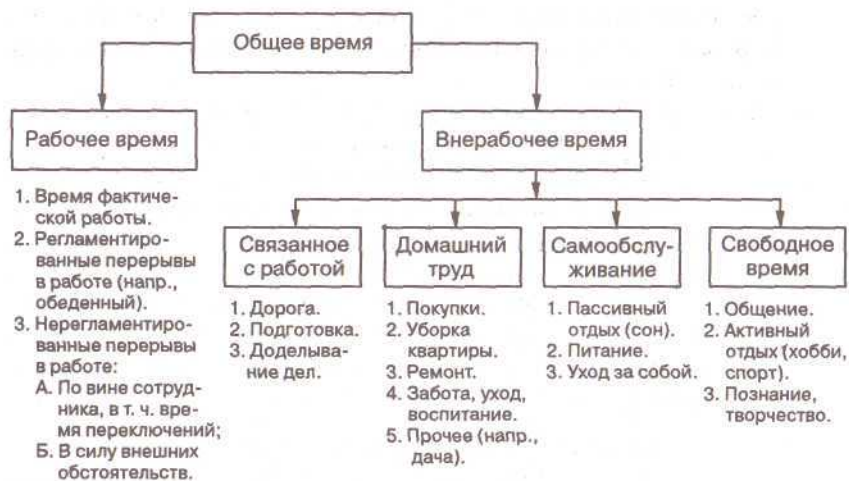 Общее время
Рабочее время
1. Время фактиче-
ской работы.
2. Регламентиро-
ванные перерывы
в работе (напр.,
обеденный).
3. Нерегламентиро-
ванные перерывы
в работе:
А. По вине сотруд-
ника, в т. ч. вре-
мя переключений;
Б. В силу внешних
обстоятельств.
Внерабочее время
Связанное
с работой
1. Дорога.
2. Подготовка.
3. Доделыва-
ние дел.
Домашний
труд
1. Покупки.
2. Уборка
квартиры.
3. Ремонт.
4. Забота, уход,
воспитание.
5. Прочее (напр.,
дача).
Самообслу-
живание
1. Пассивный
отдых (сон).
2. Питание.
3. Уход за собой.
Свободное
время
1. Общение.
2. Активный
отдых (хобби,
спорт).
3. Познание,
творчество.